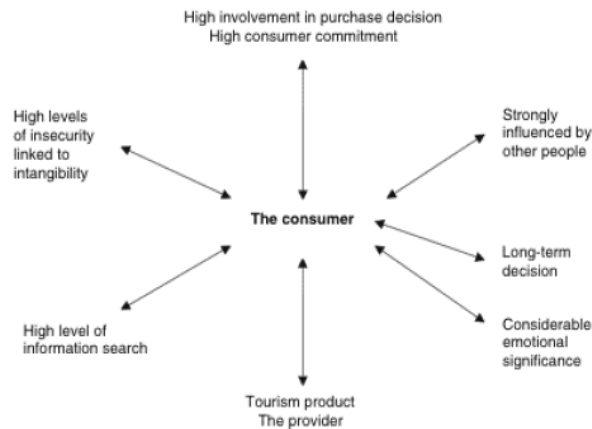 High involvement in purchase decision
High consumer commitment
High levels
of insecurity
linked to
intangibility
Strongly
influenced by
other people
The consumer
Long-term
decision
High level of
information search
Considerable
emotional
significance
Tourism product
The provider